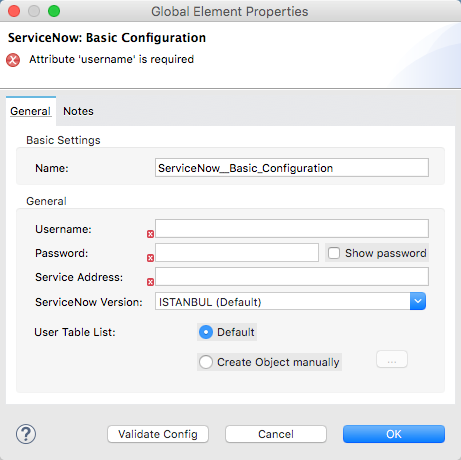 Global Element Properties
ServiceNow: Basic Configuration
Attribute 'username' is required
General Notes
Basic Settings
Name: ServiceNow__Basic_Configuration
General
Username:
Password: Show password
Service Address:
ServiceNow Version: ISTANBUL (Default)
User Table List: Default
Create Object manually ...
? Validate Config Cancel OK